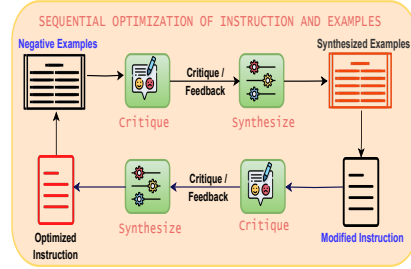 SEQUENTIAL OPTIMIZATION OF INSTRUCTION AND EXAMPLES
Negative Examples
Synthesized Examples
Critique /
Feedback
Critique
Synthesize
Critique /
Feedback
Synthesize
Critique
Optimized
Instruction
Modified Instruction